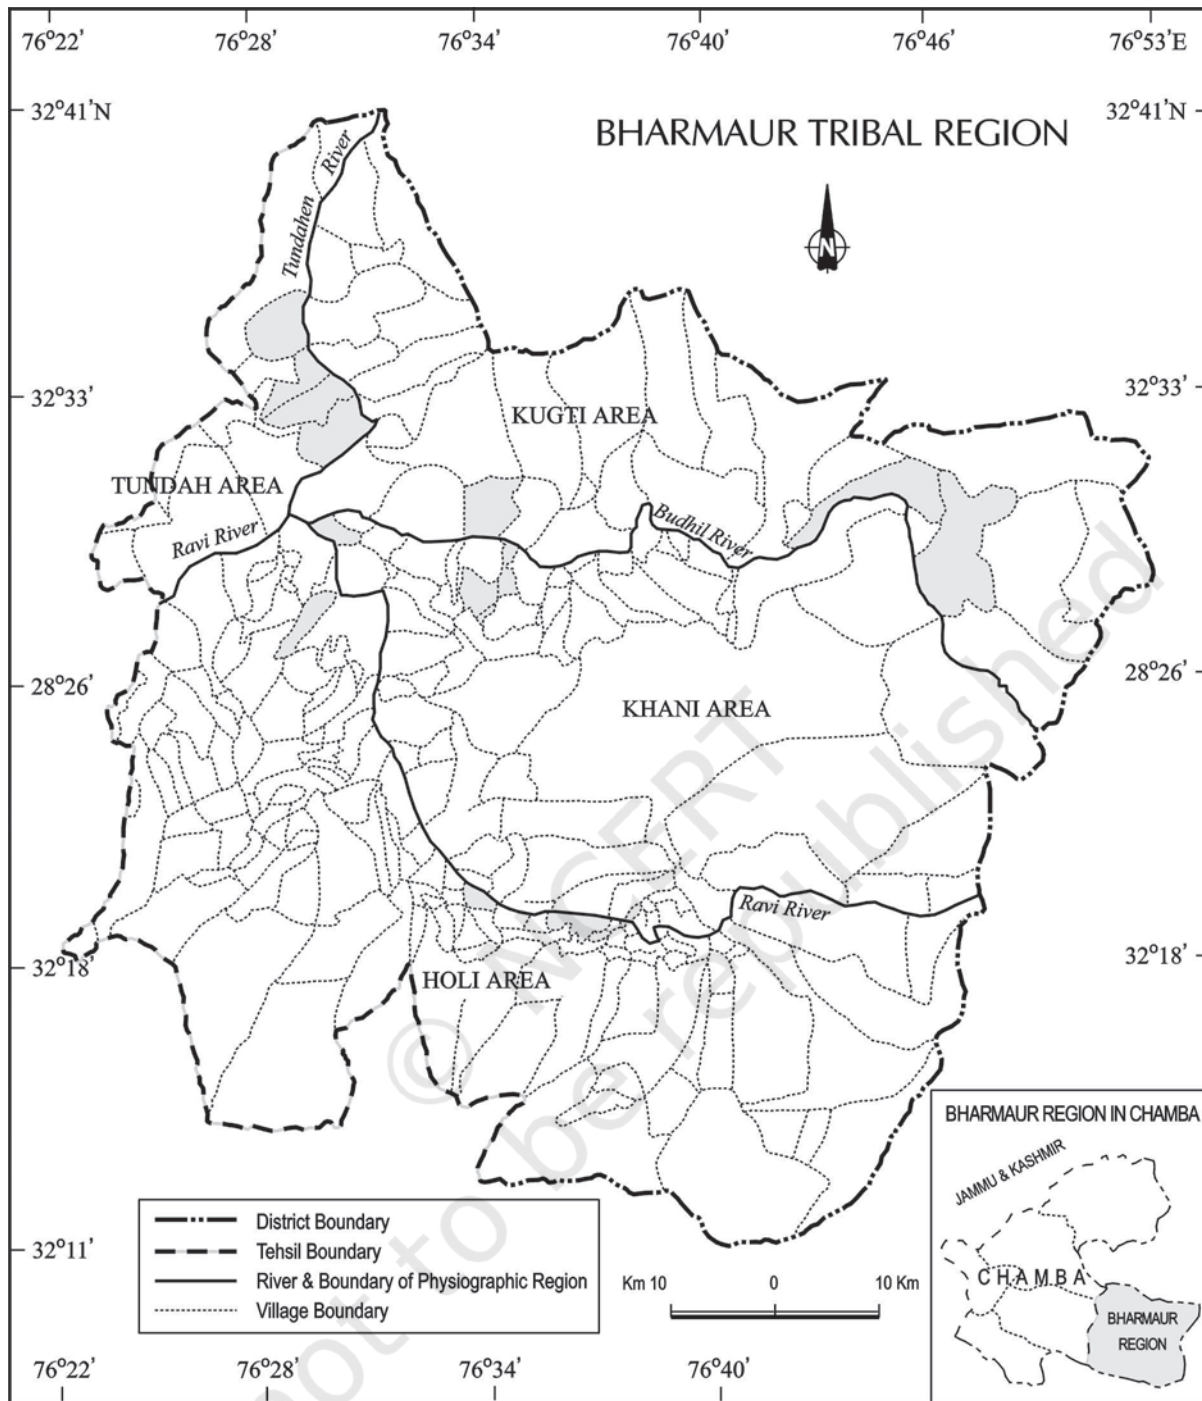 76°22’ 76°28’ 76°34’ 76°40’ 76°46’ 76°53’E
32°41’N 32°41’N
BHARMAUR TRIBAL REGION
River
Tundahen
N
32°33’ 32°33’
KUGTI AREA
TUNDAH AREA
Ravi River
Budhil River
28°26’ 28°26’
KHANI AREA
Ravi River
32°18’ 32°18’
HOLI AREA
© NCERT
not to be republished
BHARMAUR REGION IN CHAMBA
JAMMU & KASHMIR
CHAMBA
BHARMAUR
REGION
District Boundary
Tehsil Boundary
River & Boundary of Physiographic Region
Village Boundary
32°11’
Km 10 0 10 Km
76°22’ 76°28’ 76°34’ 76°40’